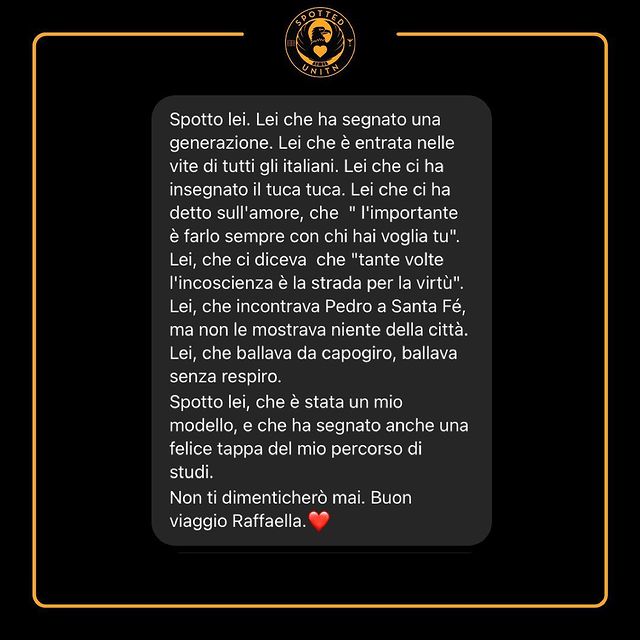 SPOTTED
UNITN
Spotto lei. Lei che ha segnato una
generazione. Lei che è entrata nelle
vite di tutti gli italiani. Lei che ci ha
insegnato il tuca tuca. Lei che ci ha
detto sull'amore, che  " l'importante
è farlo sempre con chi hai voglia tu".
Lei, che ci diceva  che "tante volte
l'incoscienza è la strada per la virtù".
Lei, che incontrava Pedro a Santa Fé,
ma non le mostrava niente della città.
Lei, che ballava da capogiro, ballava
senza respiro.
Spotto lei, che è stata un mio
modello, e che ha segnato anche una
felice tappa del mio percorso di
studi.
Non ti dimenticherò mai. Buon
viaggio Raffaella.❤️